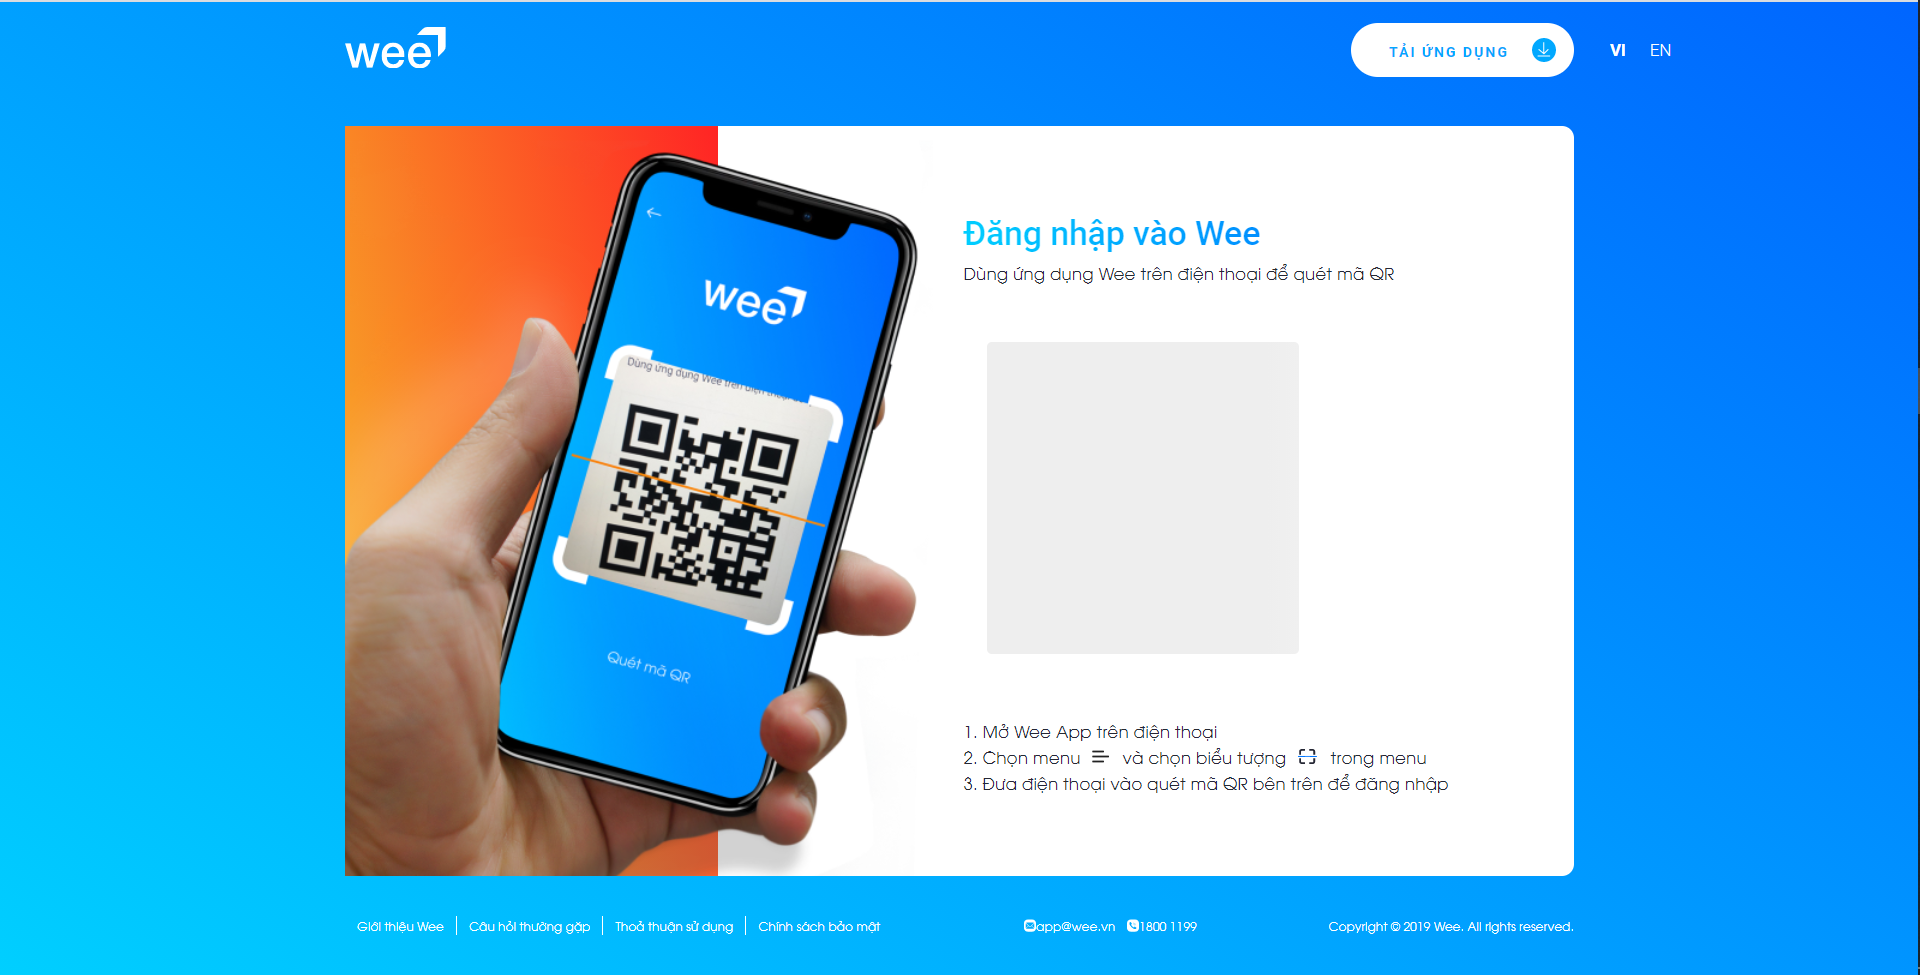 wee
TẢI ỨNG DỤNG
VI EN
wee
Dùng ứng dụng Wee trên điện thoại
Quét mã QR
Đăng nhập vào Wee
Dùng ứng dụng Wee trên điện thoại để quét mã QR
1. Mở Wee App trên điện thoại
2. Chọn menu và chọn biểu tượng trong menu
3. Đưa điện thoại vào quét mã QR bên trên để đăng nhập
Giới thiệu Wee Câu hỏi thường gặp Thoả thuận sử dụng Chính sách bảo mật
app@wee.vn 1800 1199
Copyright © 2019 Wee. All rights reserved.